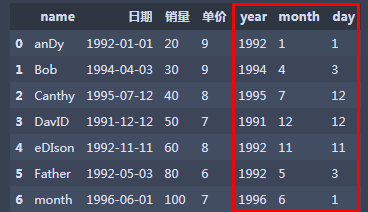 name 日期 销量 单价 year month day
0 anDy 1992-01-01 20 9 1992 1 1
1 Bob 1994-04-03 30 9 1994 4 3
2 Canthy 1995-07-12 40 8 1995 7 12
3 DavID 1991-12-12 50 7 1991 12 12
4 eDIson 1992-11-11 60 8 1992 11 11
5 Father 1992-05-03 80 6 1992 5 3
6 month 1996-06-01 100 7 1996 6 1